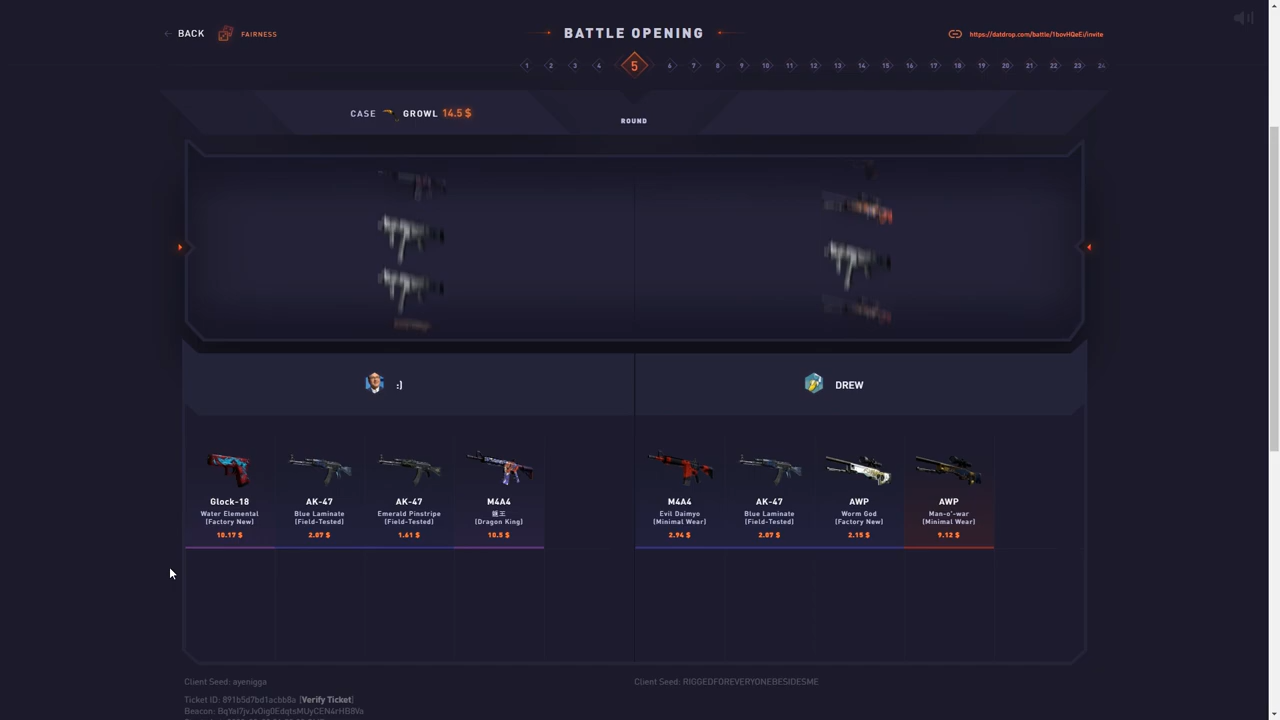 BACK
FAIRNESS
BATTLE OPENING
https://datdrop.com/battle/1bovHQeEi/invite
1 2 3 4 5 6 7 8 9 10 11 12 13 14 15 16 17 18 19 20 21 22 23 24
CASE GROWL 14.5 $
ROUND
:)
DREW
Glock-18
Water Elemental
(Factory New)
10.17 $
AK-47
Blue Laminate
(Field-Tested)
2.07 $
AK-47
Emerald Pinstripe
(Field-Tested)
1.61 $
M4A4
龍王
(Dragon King)
10.5 $
M4A4
Evil Daimyo
(Minimal Wear)
2.94 $
AK-47
Blue Laminate
(Field-Tested)
2.07 $
AWP
Worm God
(Factory New)
2.15 $
AWP
Man-o'-war
(Minimal Wear)
9.12 $
Client Seed: ayenigga
Client Seed: RIGGEDFOREVERYONEBESIDESME
Ticket ID: 891b5d7bd1acbb8a [Verify Ticket]
Beacon: BqYaI7jvJvOig0EdqtsMUyCEN4rHB8Va